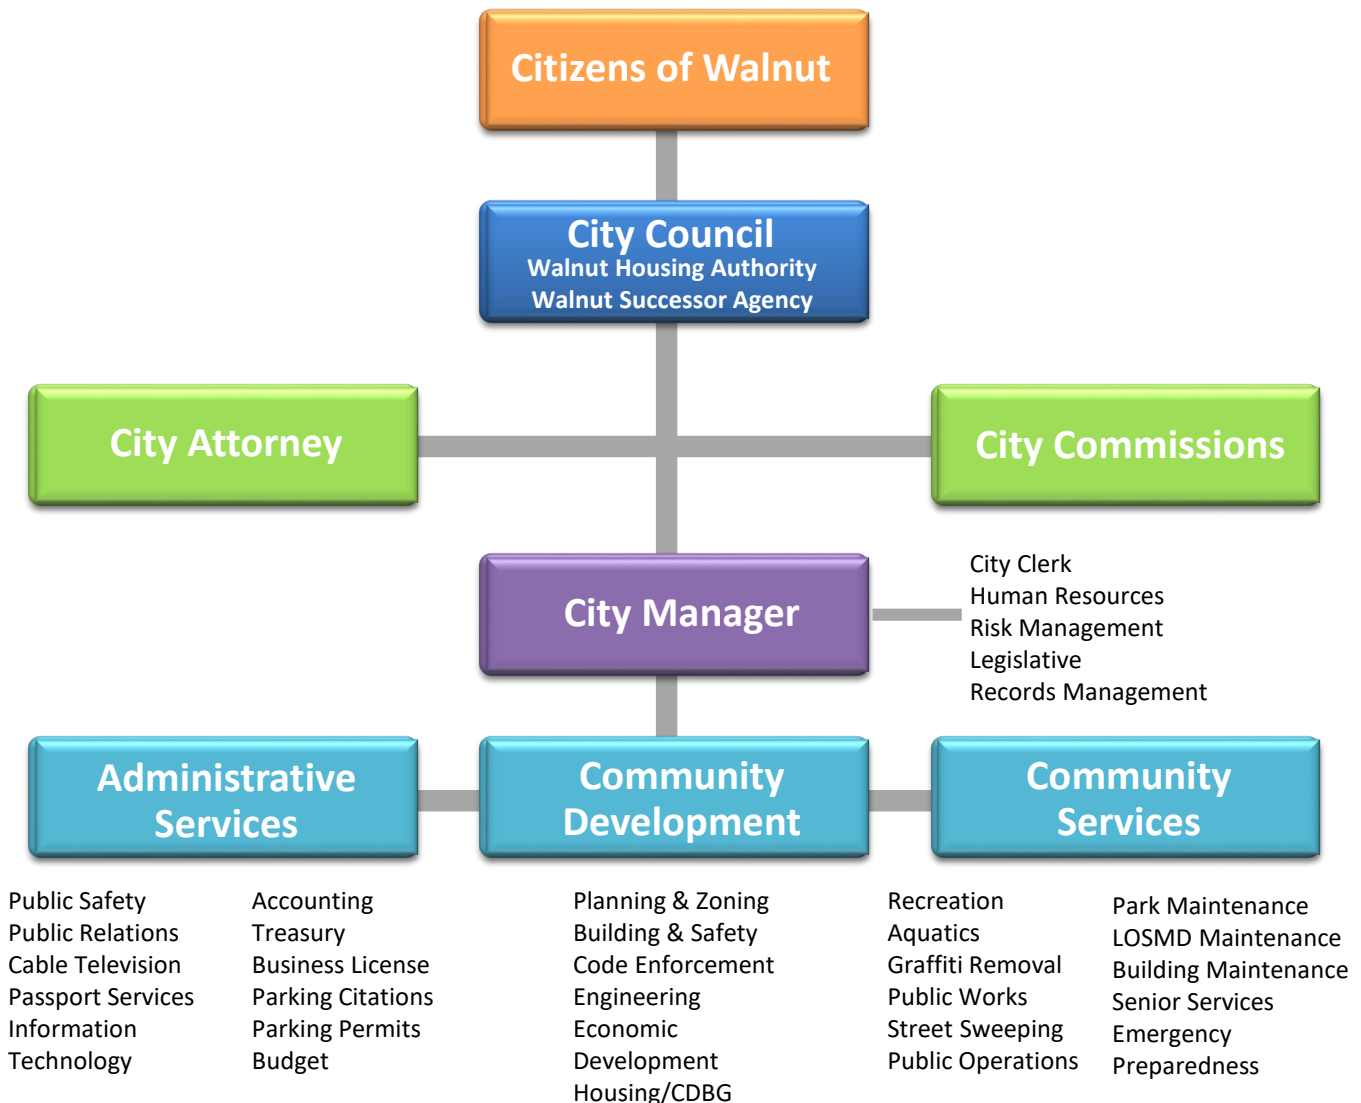 Citizens of Walnut
City Council
Walnut Housing Authority
Walnut Successor Agency
City Attorney
City Commissions
City Manager
City Clerk
Human Resources
Risk Management
Legislative
Records Management
Administrative
Services
Community
Development
Community
Services
Public Safety
Public Relations
Cable Television
Passport Services
Information
Technology
Accounting
Treasury
Business License
Parking Citations
Parking Permits
Budget
Planning & Zoning
Building & Safety
Code Enforcement
Engineering
Economic
Development
Housing/CDBG
Recreation
Aquatics
Graffiti Removal
Public Works
Street Sweeping
Public Operations
Park Maintenance
LOSMD Maintenance
Building Maintenance
Senior Services
Emergency
Preparedness